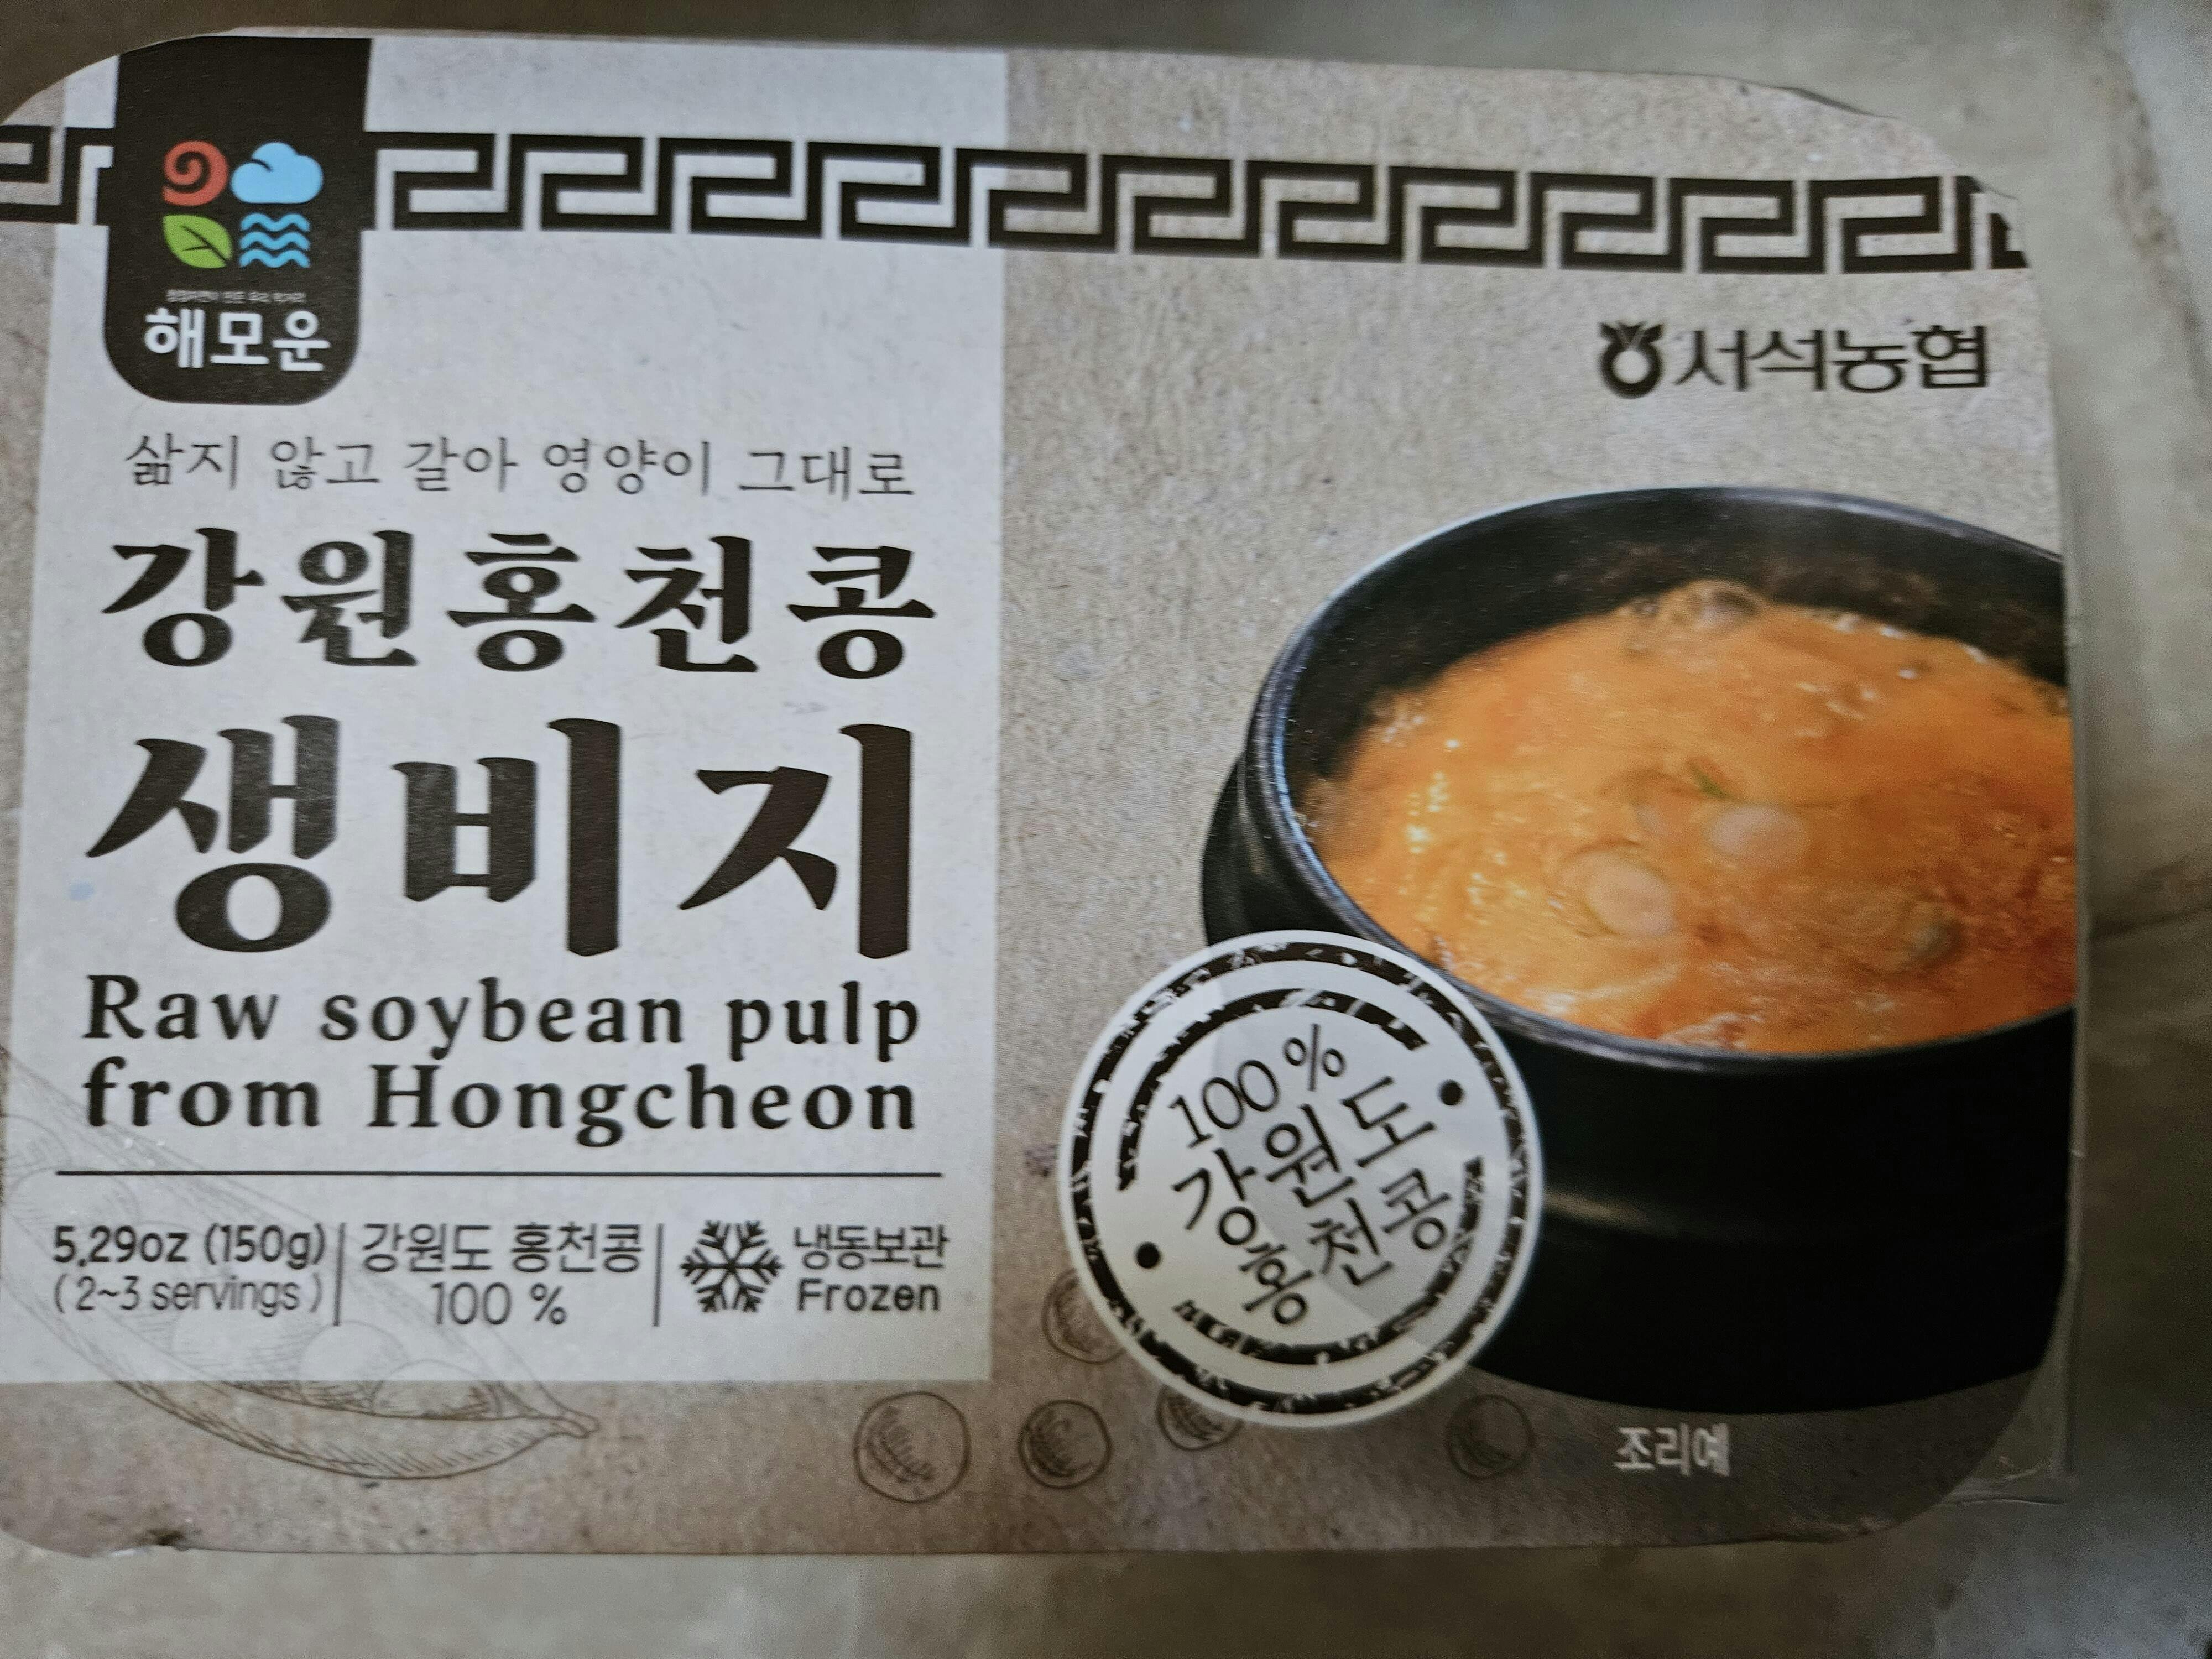 해모운
서석농협
삶지 않고 갈아 영양이 그대로
강원홍천콩
생비지
Raw soybean pulp
from Hongcheon
5.29oz (150g)
( 2~3 servings )
강원도 홍천콩
100 %
냉동보관
Frozen
100%
강원도
홍천콩
조리예